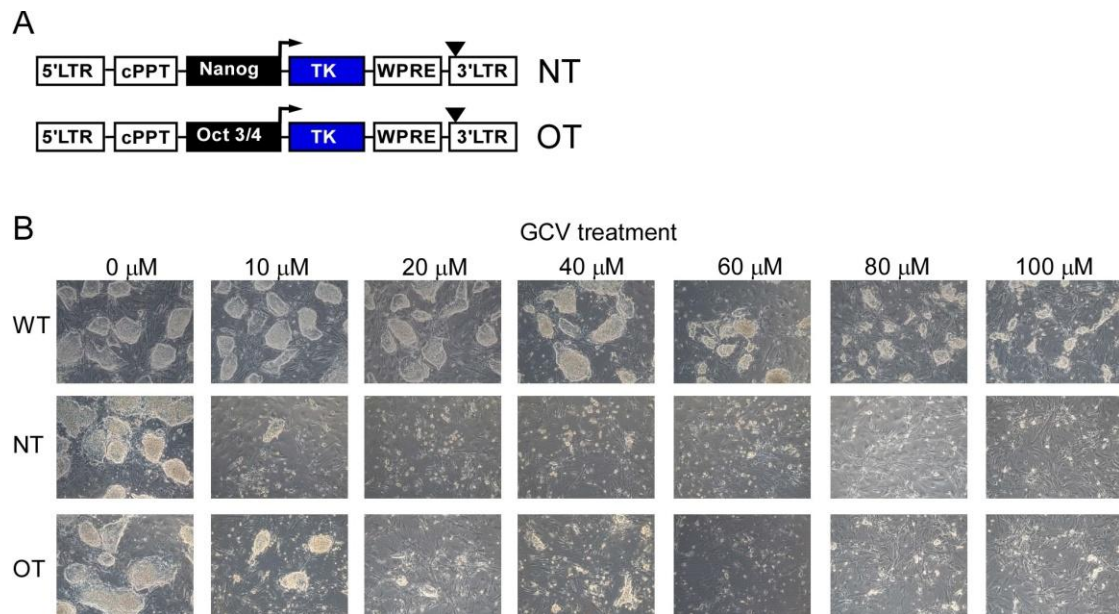 A
5'LTR cPPT Nanog TK WPRE 3'LTR NT
5'LTR cPPT Oct 3/4 TK WPRE 3'LTR OT
B
GCV treatment
0 μM 10 μM 20 μM 40 μM 60 μM 80 μM 100 μM
WT
NT
OT